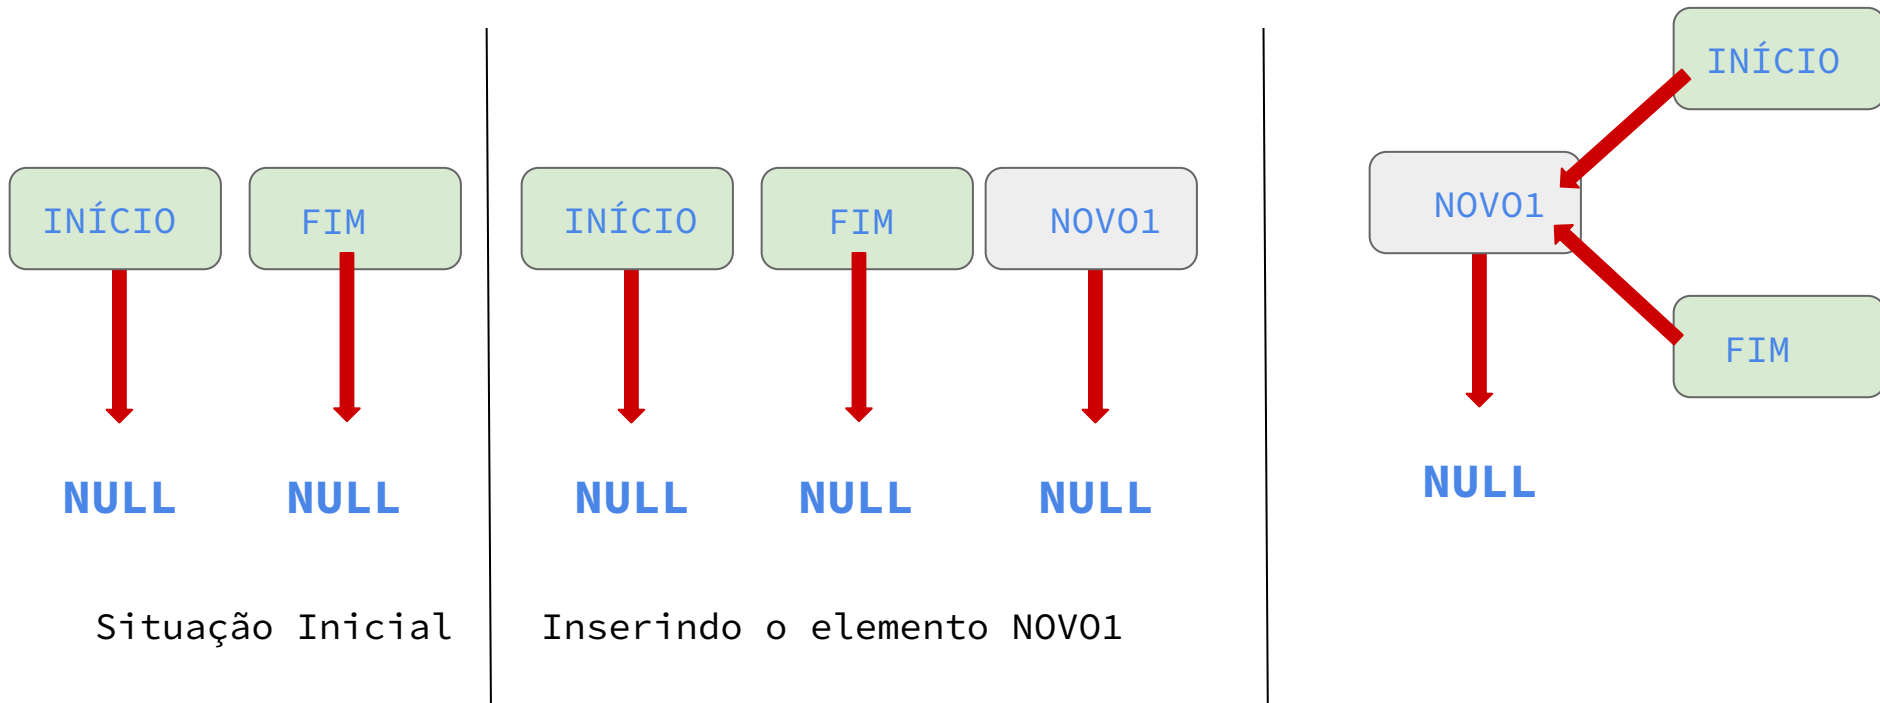 INÍCIO
FIM
NULL
NULL
Situação Inicial
INÍCIO
FIM
NOVO1
NULL
NULL
NULL
Inserindo o elemento NOVO1
INÍCIO
NOVO1
FIM
NULL